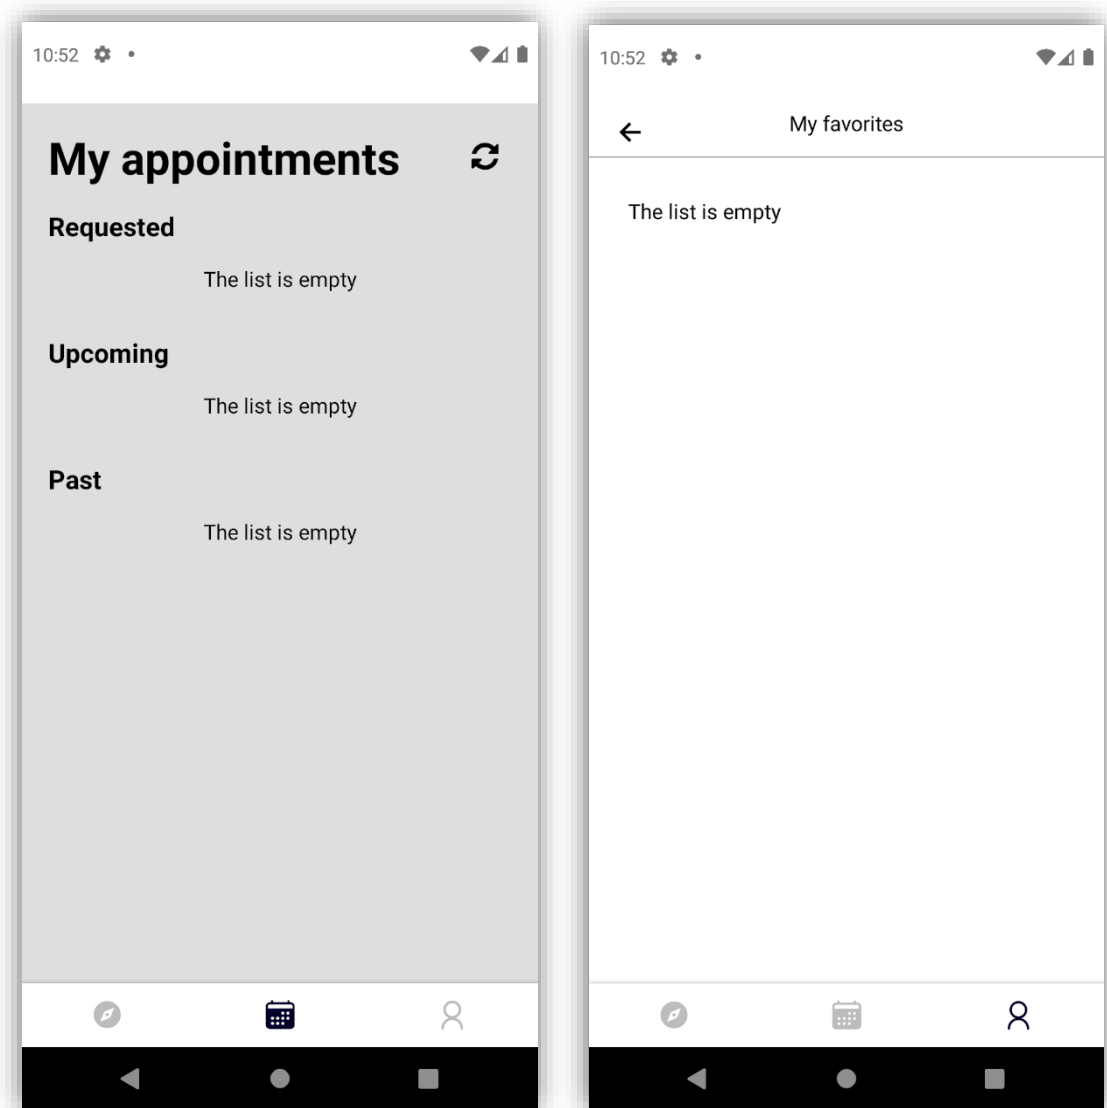 10:52
My appointments
Requested
The list is empty
Upcoming
The list is empty
Past
The list is empty
10:52
My favorites
The list is empty